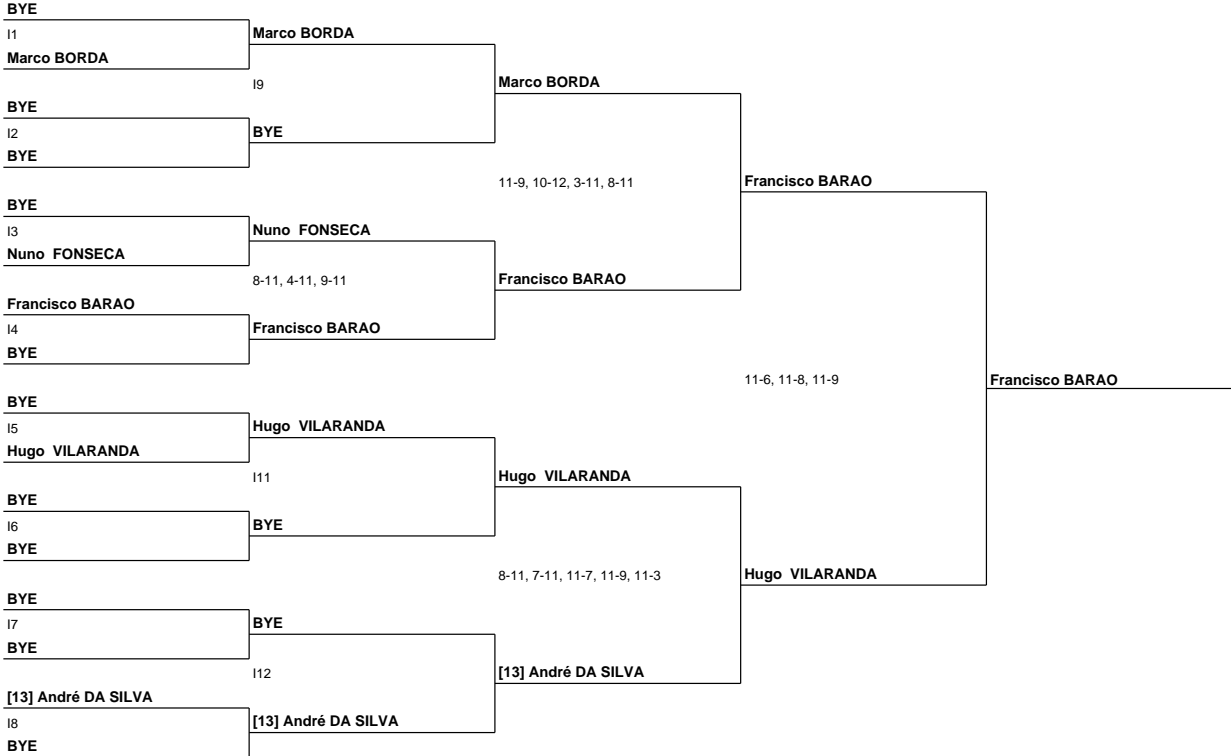 BYE
I1
Marco BORDA
BYE
I2
BYE
BYE
I3
Nuno FONSECA
Francisco BARAO
I4
BYE
BYE
I5
Hugo VILARANDA
BYE
I6
BYE
BYE
I7
BYE
[13] André DA SILVA
I8
BYE
Marco BORDA
I9
BYE
Nuno FONSECA
8-11, 4-11, 9-11
Francisco BARAO
Hugo VILARANDA
I11
BYE
BYE
I12
[13] André DA SILVA
Marco BORDA
11-9, 10-12, 3-11, 8-11
Francisco BARAO
Hugo VILARANDA
8-11, 7-11, 11-7, 11-9, 11-3
[13] André DA SILVA
Francisco BARAO
11-6, 11-8, 11-9
Hugo VILARANDA
Francisco BARAO